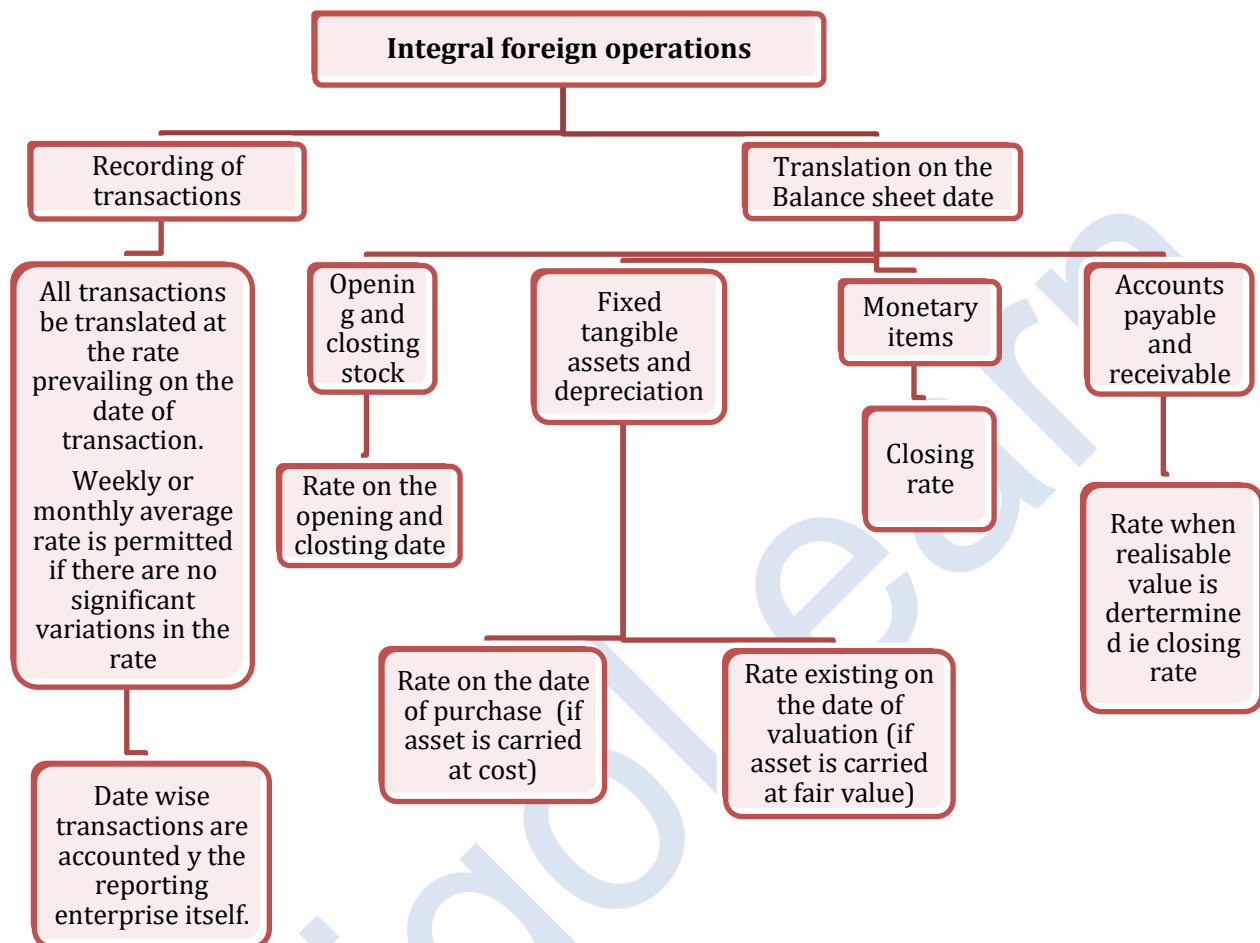 Integral foreign operations
Recording of
transactions
Translation on the
Balance sheet date
All transactions
be translated at
the rate
prevailing on the
date of
transaction.
Weekly or
monthly average
rate is permitted
if there are no
significant
variations in the
rate
Date wise
transactions are
accounted y the
reporting
enterprise itself.
Openin
g and
closting
stock
Rate on the
opening and
closting date
Fixed
tangible
assets and
depreciation
Rate on the date
of purchase (if
asset is carried
at cost)
Rate existing on
the date of
valuation (if
asset is carried
at fair value)
Monetary
items
Closing
rate
Accounts
payable
and
receivable
Rate when
realisable
value is
dertermine
d ie closing
rate